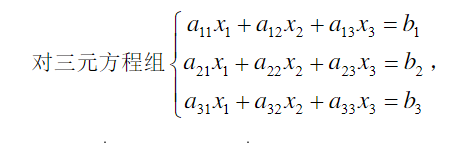 a₁₁x₁ + a₁₂x₂ + a₁₃x₃ = b₁
对三元方程组{a₂₁x₁ + a₂₂x₂ + a₂₃x₃ = b₂ ，
a₃₁x₁ + a₃₂x₂ + a₃₃x₃ = b₃